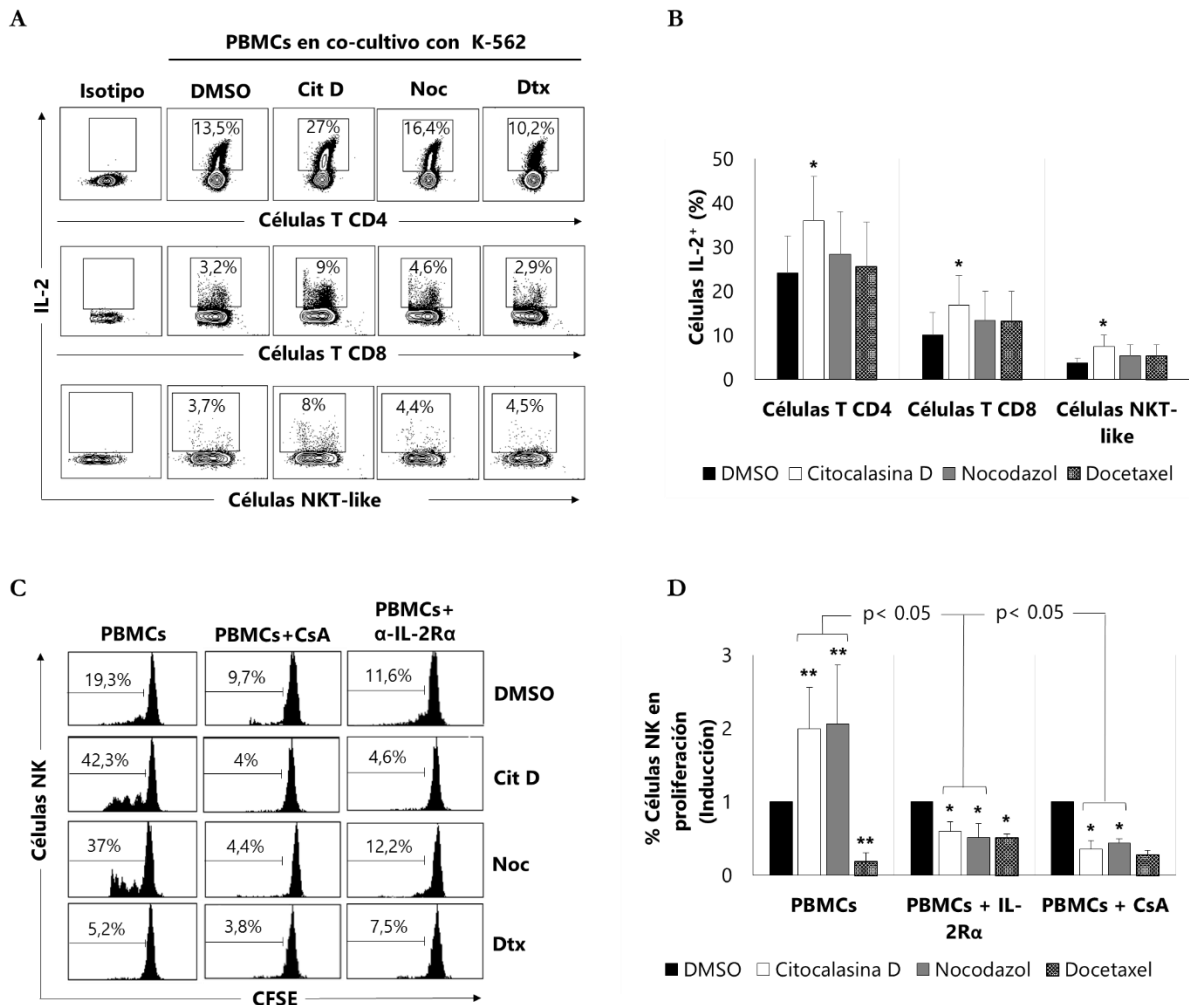 A
PBMCs en co-cultivo con K-562
Isotipo DMSO Cit D Noc Dtx
13,5% 27% 16,4% 10,2%
Células T CD4
3,2% 9% 4,6% 2,9%
IL-2
Células T CD8
3,7% 8% 4,4% 4,5%
Células NKT-like
B
Células IL-2⁺ (%)
50
40
30
20
10
0
* * *
Células T CD4 Células T CD8 Células NKT-
like
DMSO Citocalasina D Nocodazol Docetaxel
C
PBMCs PBMCs+CsA PBMCs+
α-IL-2Rα
19,3% 9,7% 11,6% DMSO
42,3% 4% 4,6% Cit D
37% 4,4% 12,2% Noc
5,2% 3,8% 7,5% Dtx
Células NK
CFSE
D
% Células NK en
proliferación
(Inducción)
p< 0.05 p< 0.05
3
2
1
0
** ** ** * * * * *
PBMCs PBMCs + IL-
2Rα PBMCs + CsA
DMSO Citocalasina D Nocodazol Docetaxel